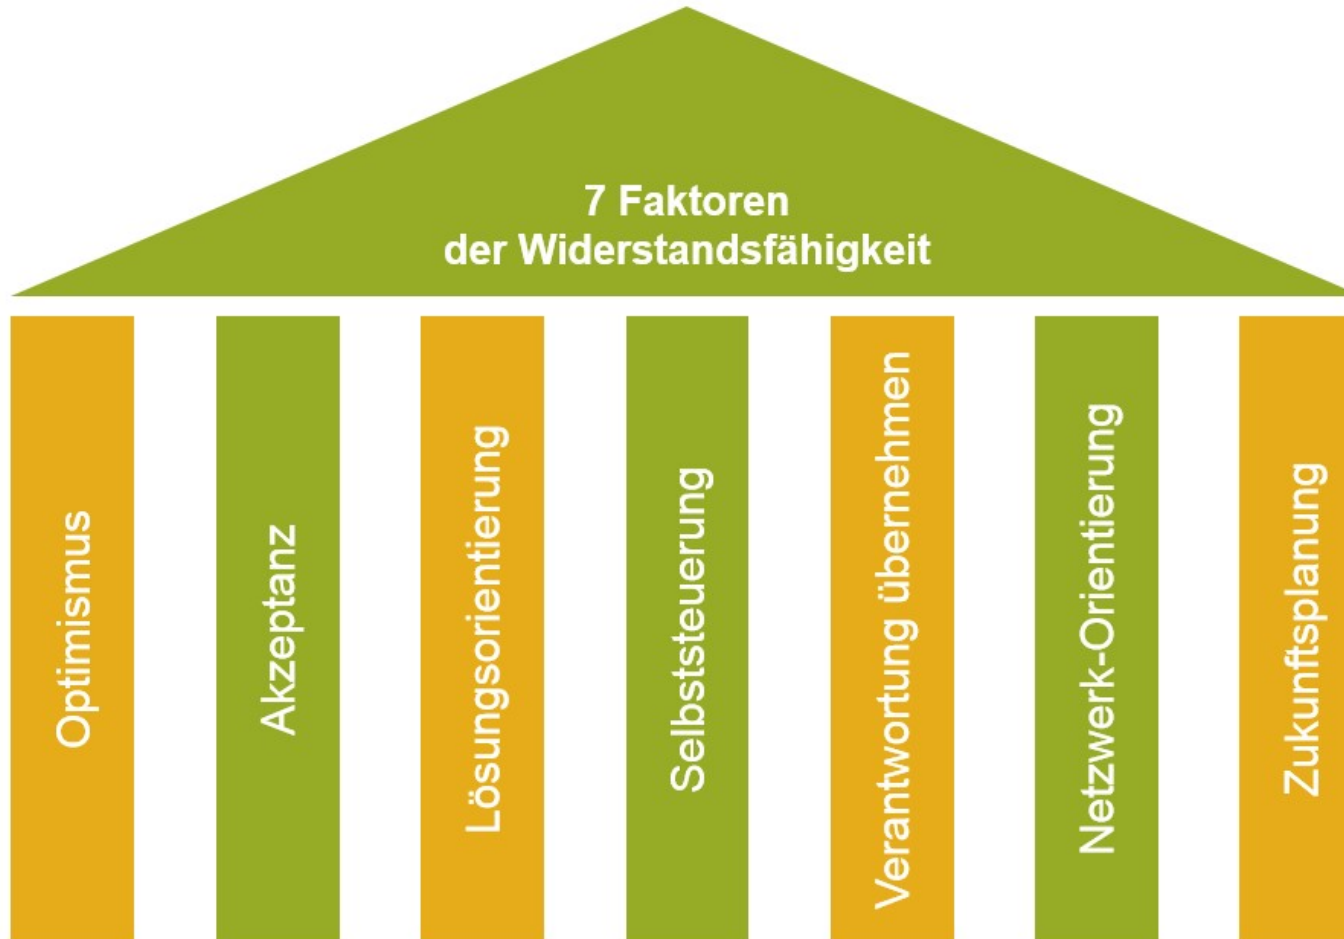 7 Faktoren
der Widerstandsfähigkeit
Optimismus
Akzeptanz
Lösungsorientierung
Selbststeuerung
Verantwortung übernehmen
Netzwerk-Orientierung
Zukunftsplanung